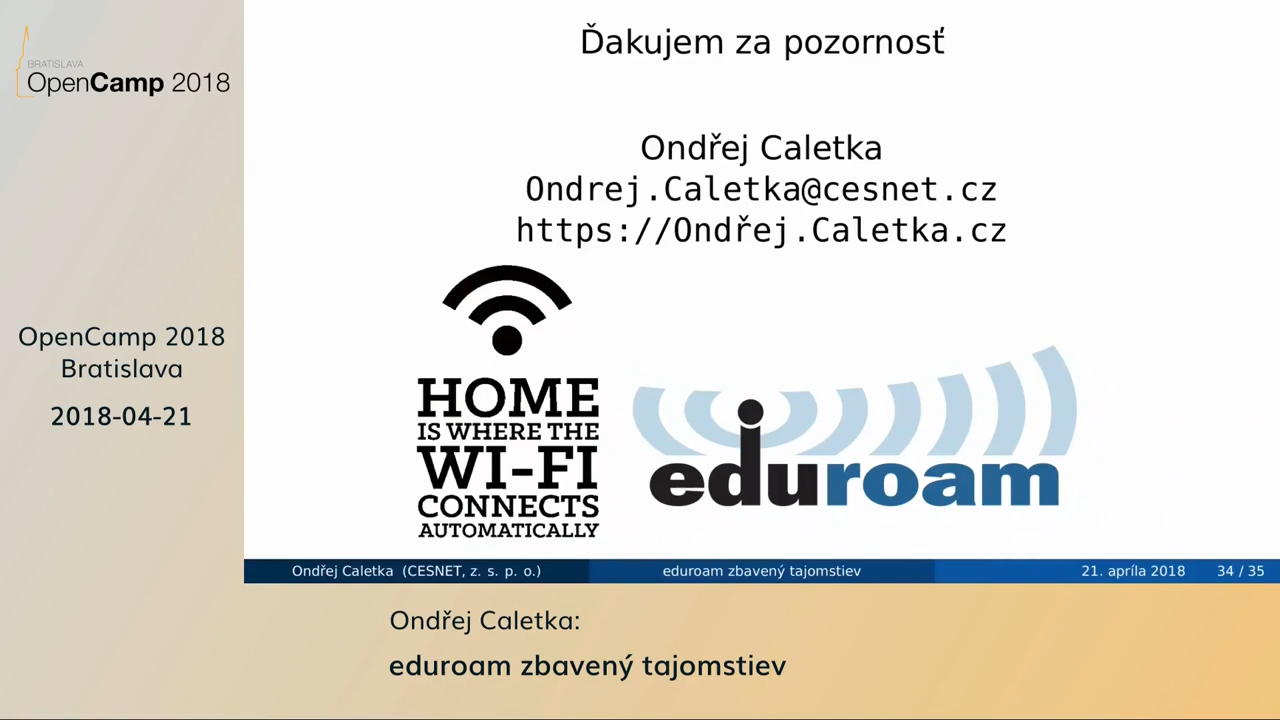 BRATISLAVA
OpenCamp 2018
OpenCamp 2018
Bratislava
2018-04-21
Ďakujem za pozornosť
Ondřej Caletka
Ondrej.Caletka@cesnet.cz
https://Ondřej.Caletka.cz
HOME
IS WHERE THE
WI-FI
CONNECTS
AUTOMATICALLY
eduroam
Ondřej Caletka (CESNET, z. s. p. o.) eduroam zbavený tajomstiev 21. apríla 2018 34 / 35
Ondřej Caletka:
eduroam zbavený tajomstiev